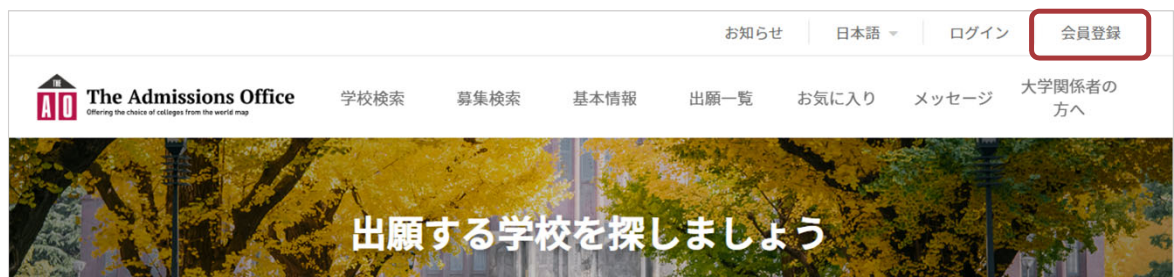 お知らせ 日本語 ログイン 会員登録
THE
AO The Admissions Office
Offering the choice of colleges from the world map
学校検索 募集検索 基本情報 出願一覧 お気に入り メッセージ 大学関係者の
方へ
出願する学校を探しましょう